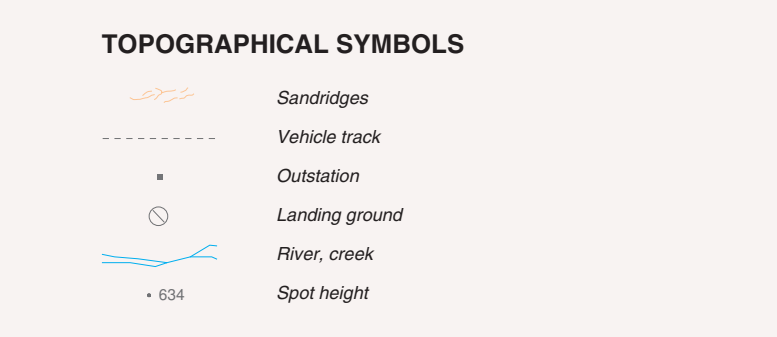 TOPOGRAPHICAL SYMBOLS
Sandridges
Vehicle track
Outstation
Landing ground
River, creek
634 Spot height